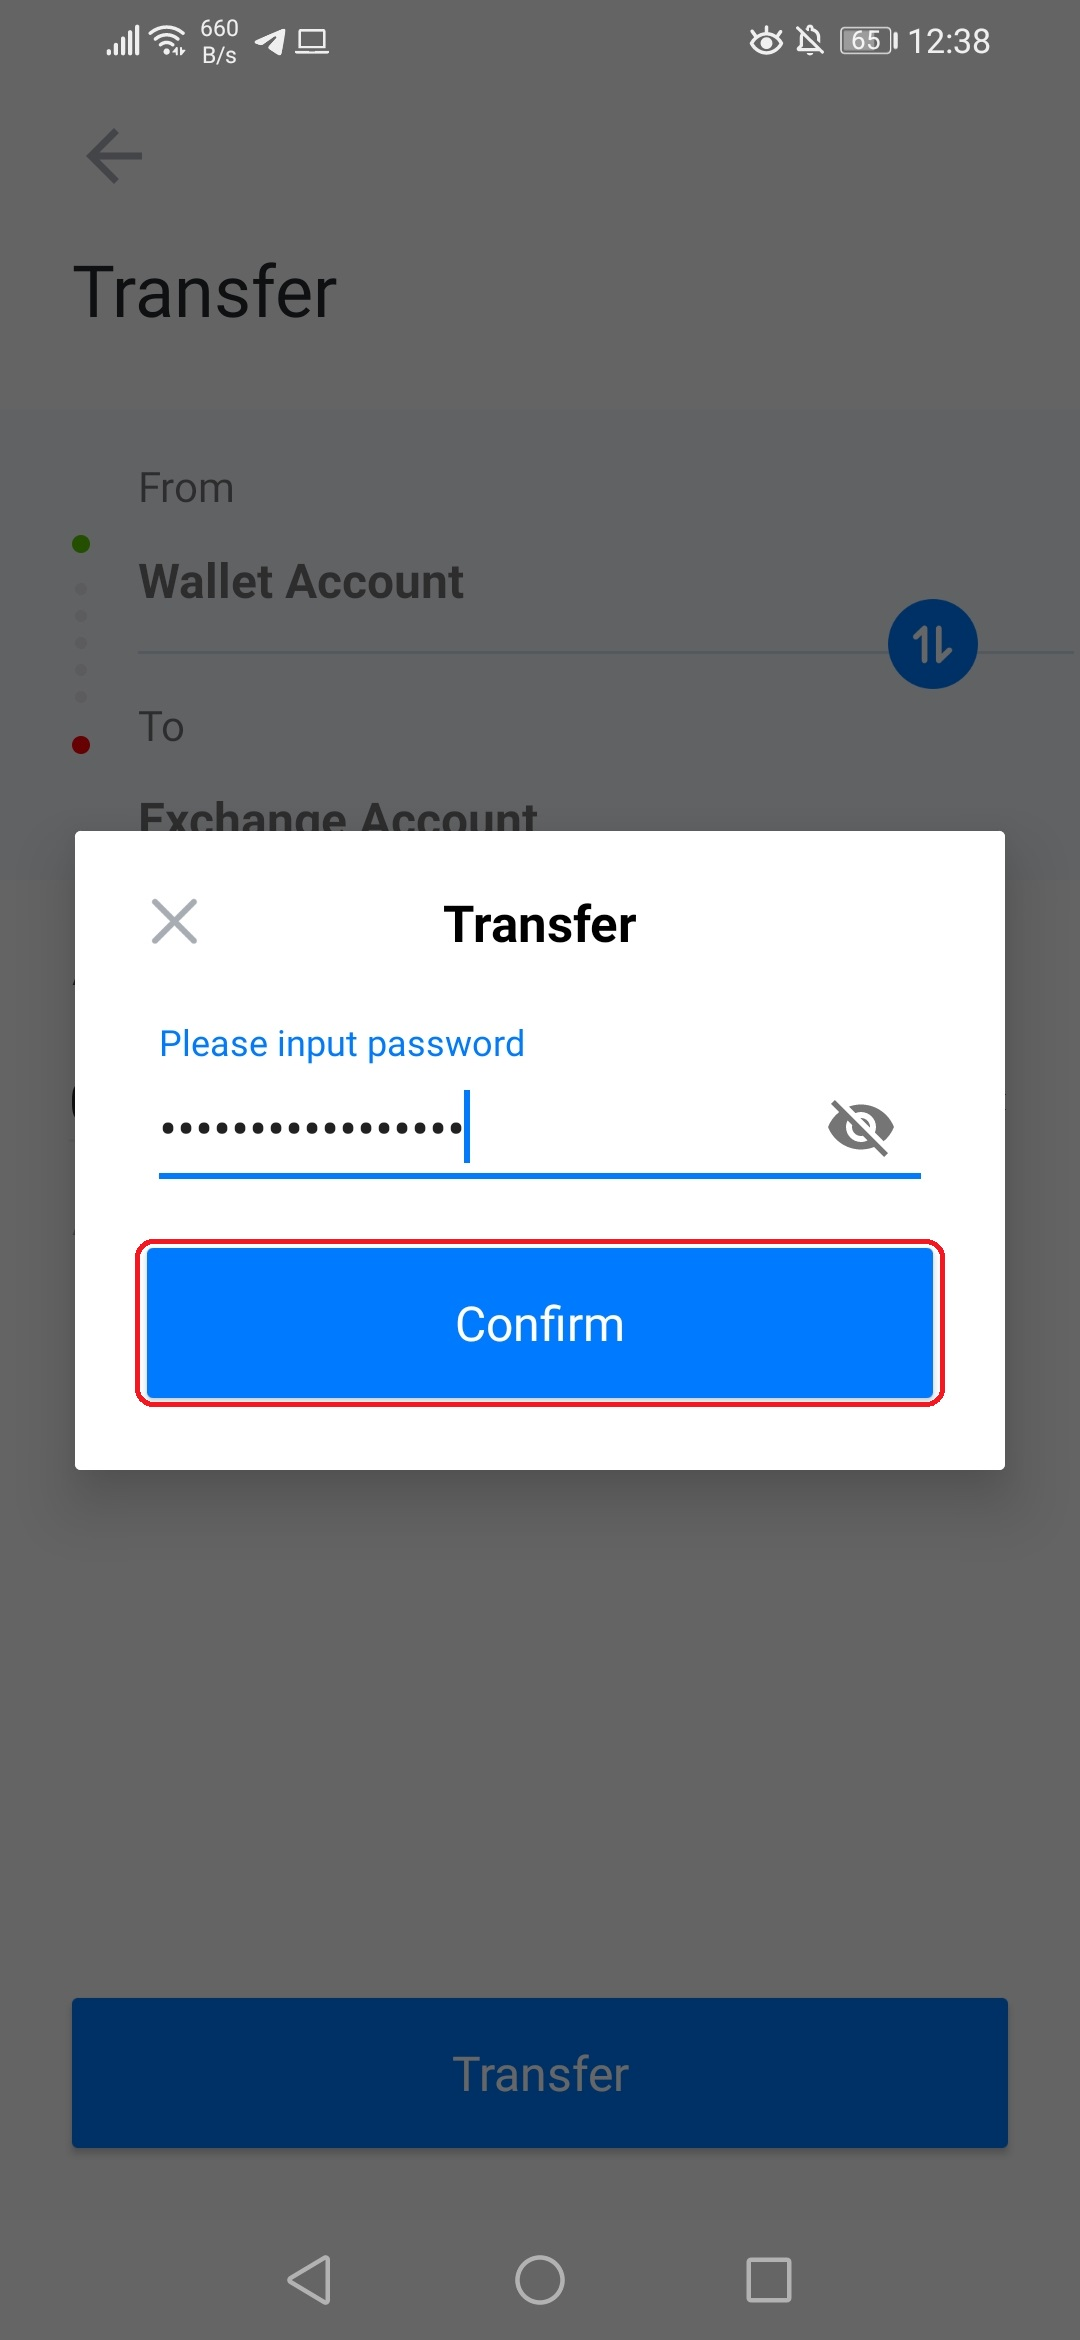 660
B/s
65
12:38
Transfer
From
Wallet Account
To
Exchange Account
Transfer
Please input password
•••••••••••••••••
Confirm
Transfer